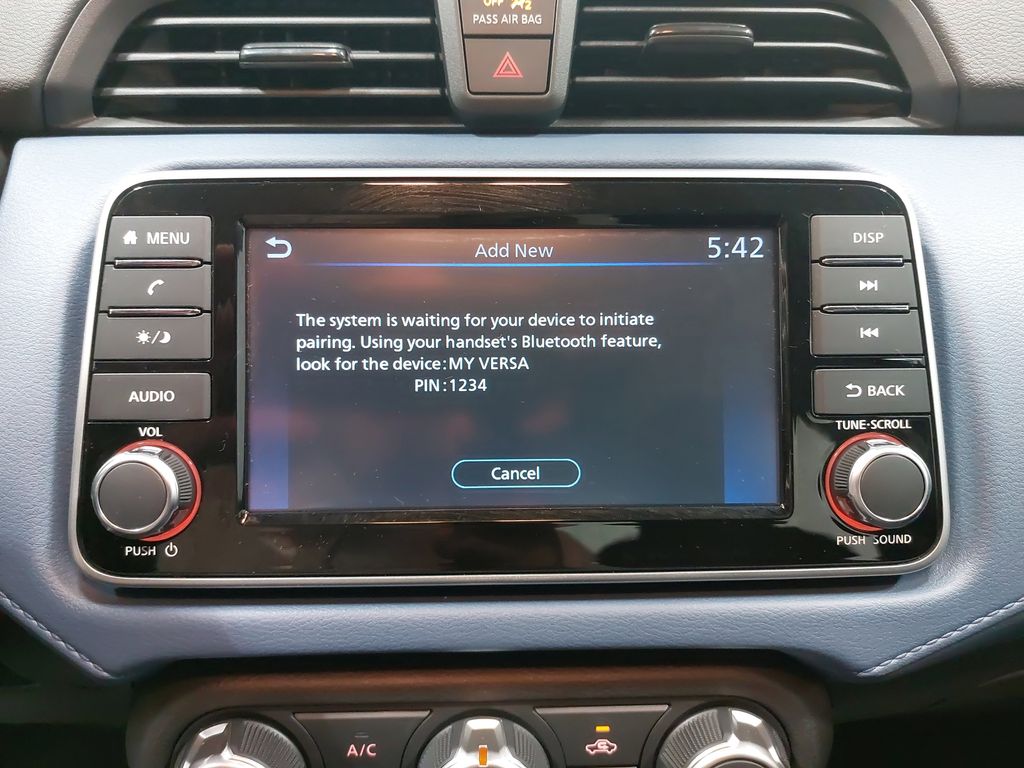 OFF 2
PASS AIR BAG
Add New 5:42
MENU
DISP
The system is waiting for your device to initiate
pairing. Using your handset's Bluetooth feature,
look for the device:MY VERSA
PIN:1234
AUDIO
BACK
VOL
TUNE·SCROLL
Cancel
PUSH
PUSH SOUND
A/C